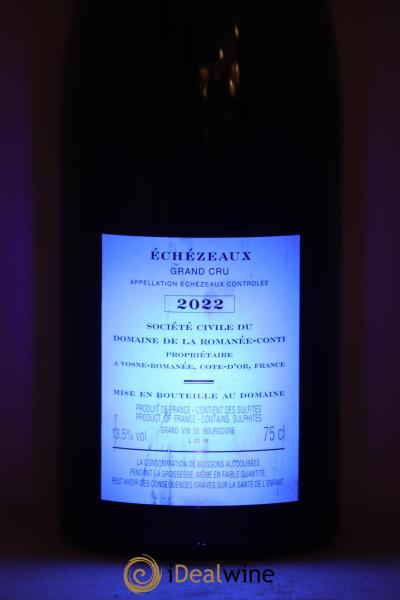 ÉCHÉZEAUX
GRAND CRU
APPELLATION ÉCHÉZEAUX CONTRÔLÉE
2022
SOCIÉTÉ CIVILE DU
DOMAINE DE LA ROMANÉE-CONTI
PROPRIÉTAIRE
A VOSNE-ROMANÉE, COTE-D'OR, FRANCE
MISE EN BOUTEILLE AU DOMAINE
PRODUIT DE FRANCE - CONTIENT DES SULFITES
PRODUCT OF FRANCE - CONTAINS SULPHITES
GRAND VIN DE BOURGOGNE
13.5% vol. 75 cl
LA CONSOMMATION DE BOISSONS ALCOOLISÉES
PENDANT LA GROSSESSE, MÊME EN FAIBLE QUANTITÉ,
PEUT AVOIR DES CONSÉQUENCES GRAVES SUR LA SANTÉ DE L'ENFANT.
iDealwine